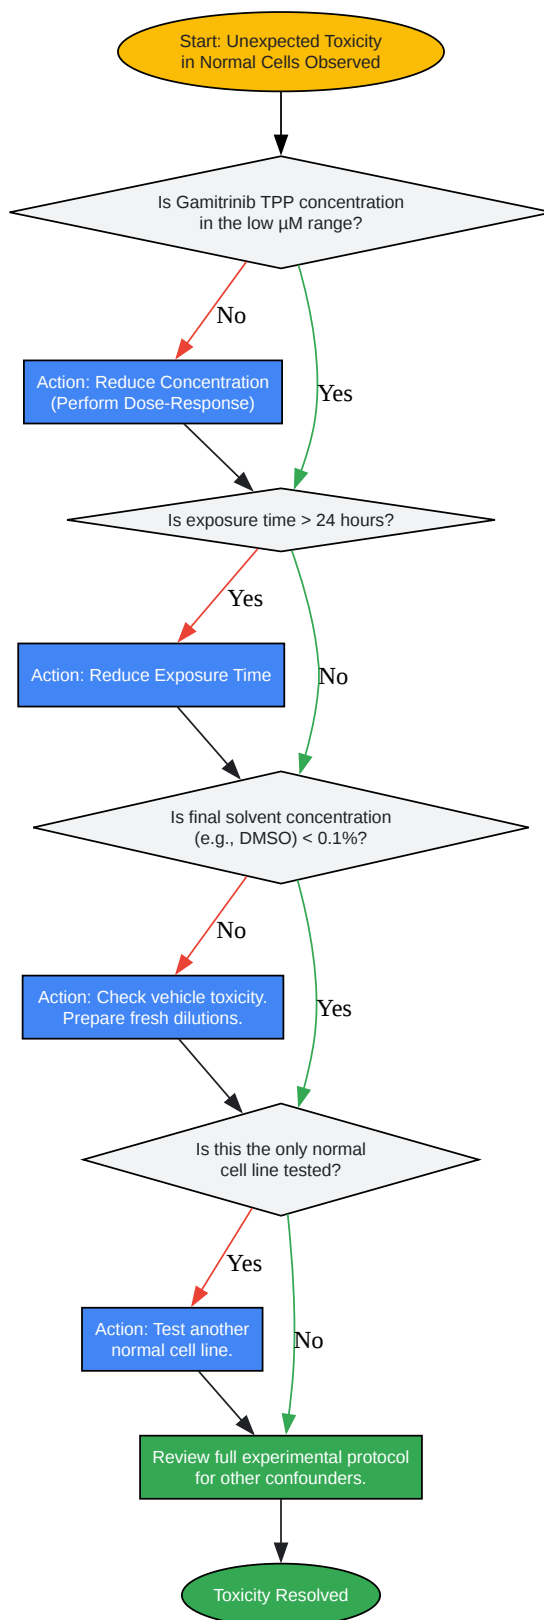 Start: Unexpected Toxicity
in Normal Cells Observed
Is Gamitrinib TPP concentration
in the low µM range?
No
Yes
Action: Reduce Concentration
(Perform Dose-Response)
Is exposure time > 24 hours?
Yes
No
Action: Reduce Exposure Time
Is final solvent concentration
(e.g., DMSO) < 0.1%?
No
Yes
Action: Check vehicle toxicity.
Prepare fresh dilutions.
Is this the only normal
cell line tested?
Yes
No
Action: Test another
normal cell line.
Review full experimental protocol
for other confounders.
Toxicity Resolved